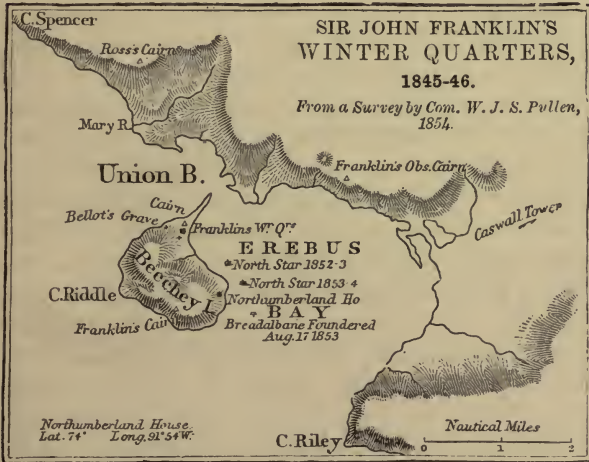 SIR JOHN FRANKLIN'S
WINTER QUARTERS,
1845-46.
From a Survey by Com. W. J. S. Pullen,
1854.
C. Spencer
Ross's Cairn
Mary R.
Franklin's Obs. Cairn
Union B.
Caswall Tower
Cairn
Bellot's Grave
Franklins Wr. Qrs
EREBUS
North Star 1852-3
Beechey I.
North Star 1853 4
C. Riddle
Northumberland Ho
BAY
Franklin's Cair
Breadalbane Foundered
Aug. 17 1853
Northumberland House
Lat. 74° Long. 91° 54' W.
C. Riley
Nautical Miles
0 1 2